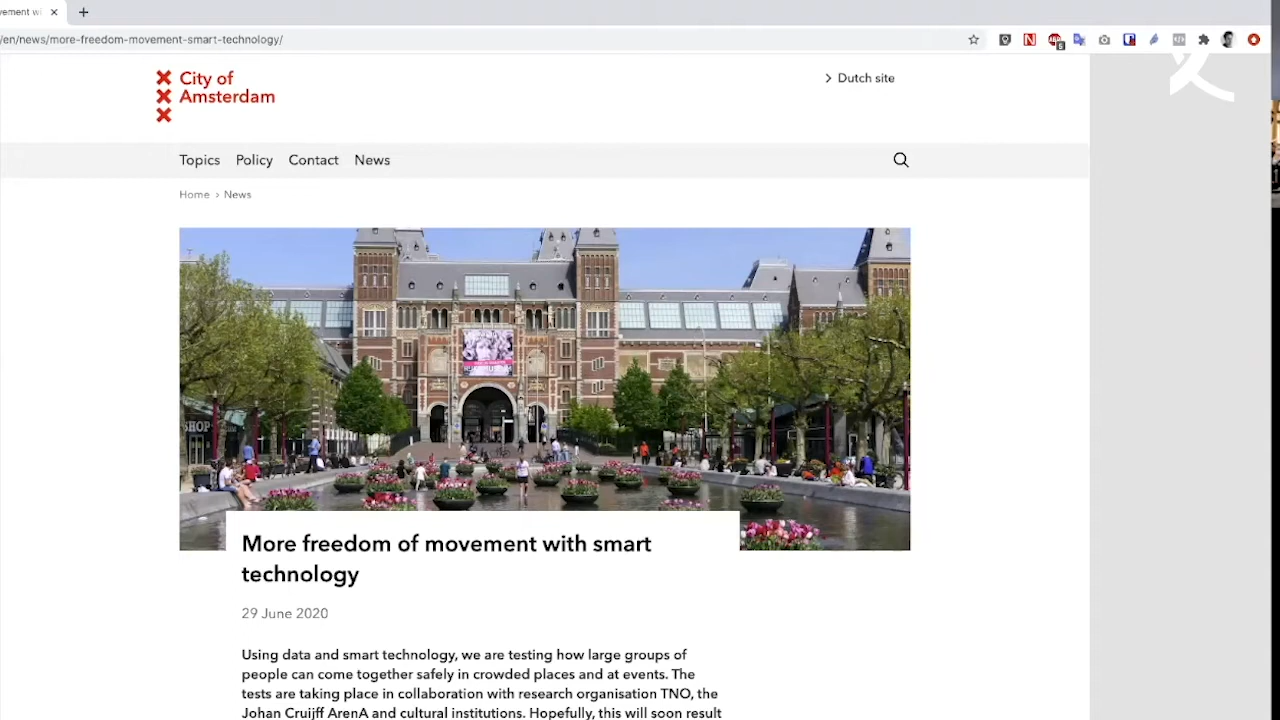 /en/news/more-freedom-movement-smart-technology/
City of
Amsterdam
Dutch site
Topics Policy Contact News
Home › News
SHOP
More freedom of movement with smart
technology
29 June 2020
Using data and smart technology, we are testing how large groups of
people can come together safely in crowded places and at events. The
tests are taking place in collaboration with research organisation TNO, the
Johan Cruijff ArenA and cultural institutions. Hopefully, this will soon result